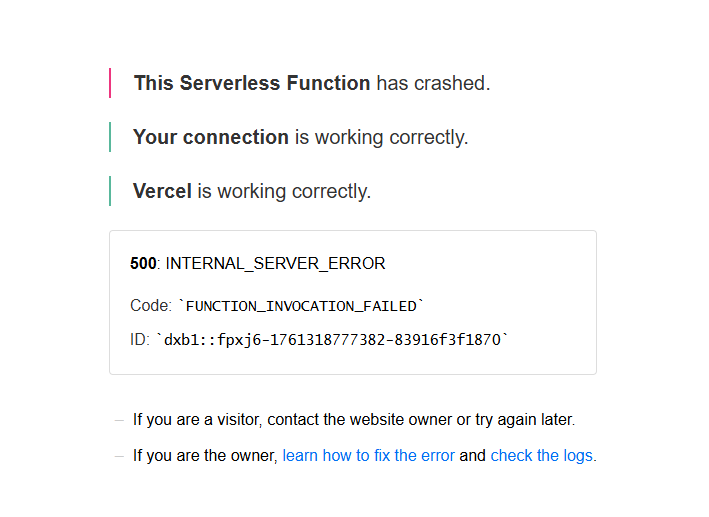 This Serverless Function has crashed.
Your connection is working correctly.
Vercel is working correctly.
500: INTERNAL_SERVER_ERROR
Code: `FUNCTION_INVOCATION_FAILED`
ID: `dxb1::fpxj6-1761318777382-83916f3f1870`
– If you are a visitor, contact the website owner or try again later.
– If you are the owner, learn how to fix the error and check the logs.